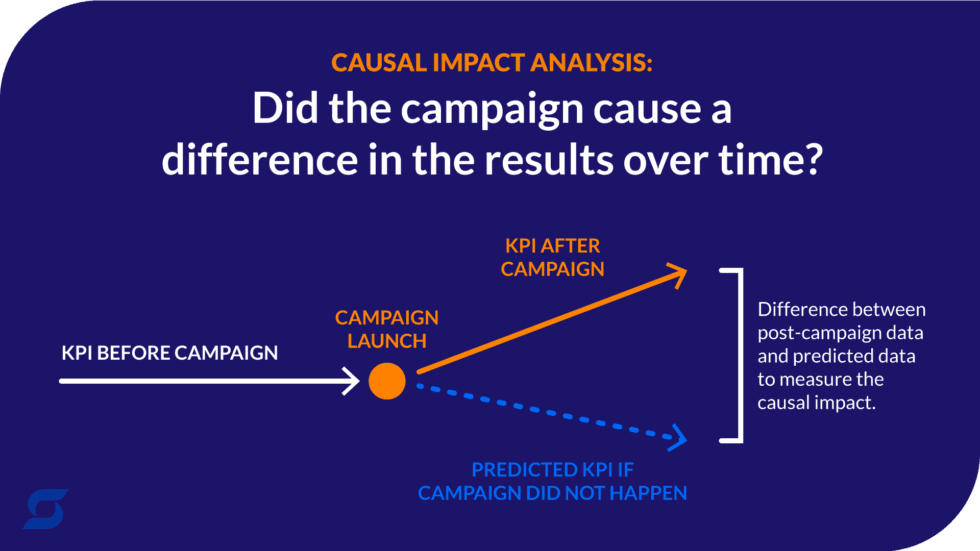 CAUSAL IMPACT ANALYSIS:
Did the campaign cause a
difference in the results over time?
KPI AFTER
CAMPAIGN
CAMPAIGN
LAUNCH
KPI BEFORE CAMPAIGN
Difference between
post-campaign data
and predicted data
to measure the
causal impact.
PREDICTED KPI IF
CAMPAIGN DID NOT HAPPEN